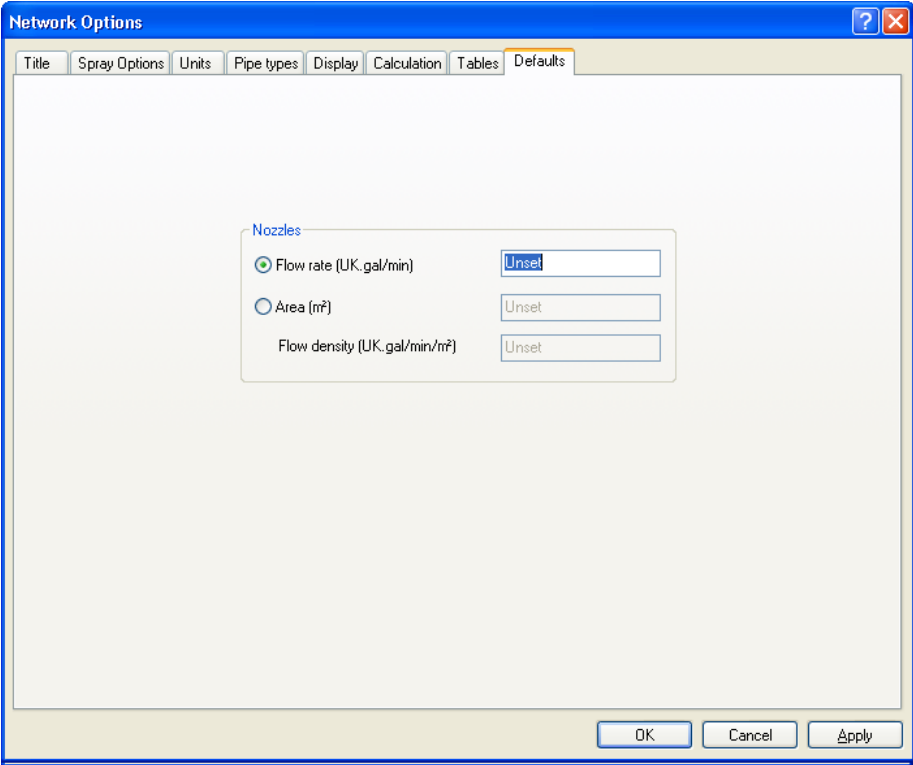 Network Options
Title Spray Options Units Pipe types Display Calculation Tables Defaults
Nozzles
Flow rate (UK.gal/min) Unset
Area (m²) Unset
Flow density (UK.gal/min/m²) Unset
OK Cancel Apply